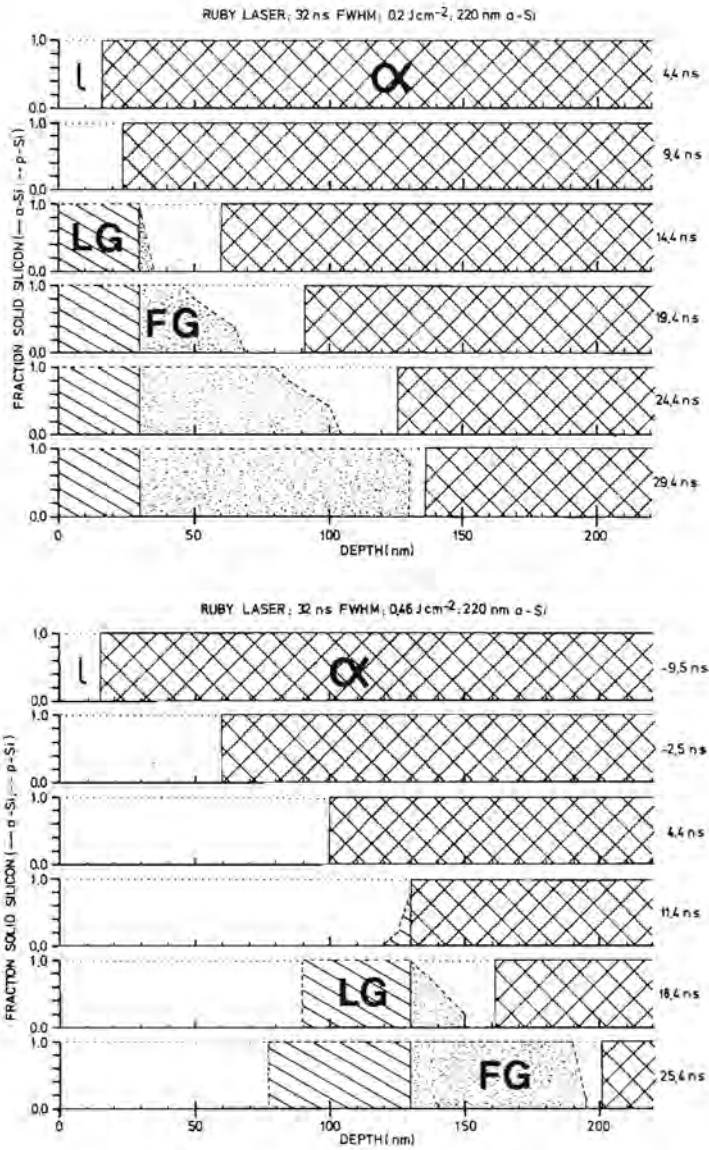 RUBY LASER; 32 ns FWHM; 0.2 J cm-2; 220 nm a-Si
FRACTION SOLID SILICON (— a-Si; -- p-Si)
1.0
0.0
l
α
4,4 ns
1.0
0.0
9,4 ns
1.0
0.0
LG
14,4 ns
1.0
0.0
FG
19,4 ns
1.0
0.0
24,4 ns
1.0
0.0
29,4 ns
0
50
100
150
200
DEPTH (nm)
RUBY LASER; 32 ns FWHM; 0,46 J cm-2; 220 nm a-Si
FRACTION SOLID SILICON (— a-Si; -- p-Si)
1.0
0.0
l
α
-9,5 ns
1.0
0.0
-2,5 ns
1.0
0.0
4,4 ns
1.0
0.0
11,4 ns
1.0
0.0
LG
16,4 ns
1.0
0.0
FG
25,4 ns
0
50
100
150
200
DEPTH (nm)